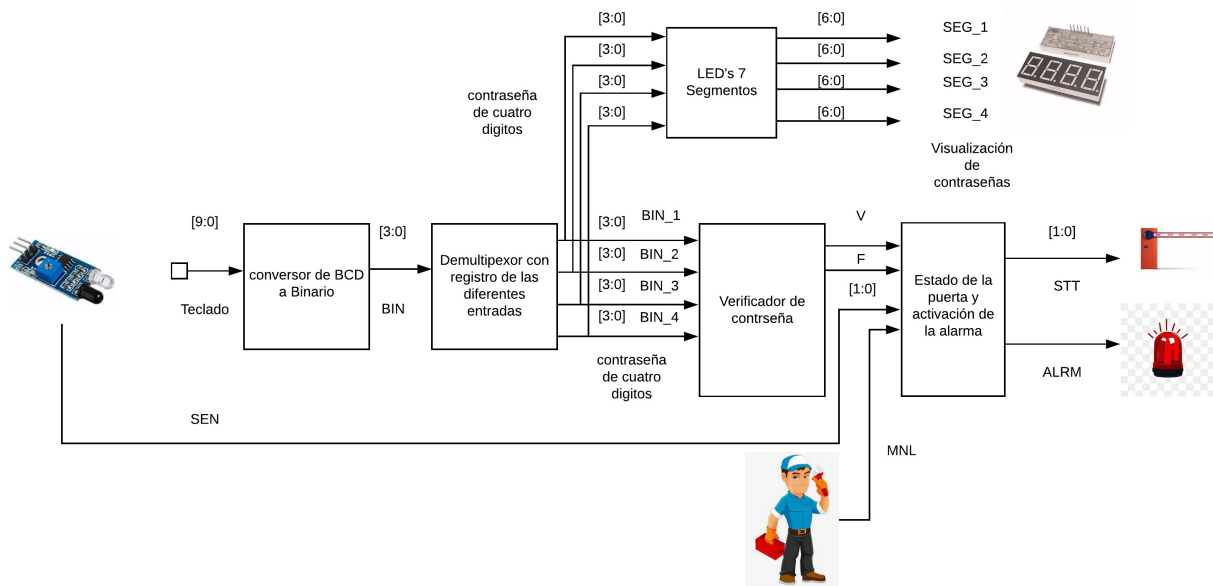 [3:0]
[3:0]
[3:0]
[3:0]
contraseña
de cuatro
digitos
LED's 7
Segmentos
[6:0]
[6:0]
[6:0]
[6:0]
SEG_1
SEG_2
SEG_3
SEG_4
Visualización
de
contraseñas
[9:0]
Teclado
conversor de BCD
a Binario
[3:0]
BIN
Demultipexor con
registro de las
diferentes
entradas
[3:0]
BIN_1
[3:0]
BIN_2
[3:0]
BIN_3
[3:0]
BIN_4
contraseña
de cuatro
digitos
Verificador de
contrseña
V
F
[1:0]
Estado de la
puerta y
activación de
la alarma
[1:0]
STT
ALRM
SEN
MNL